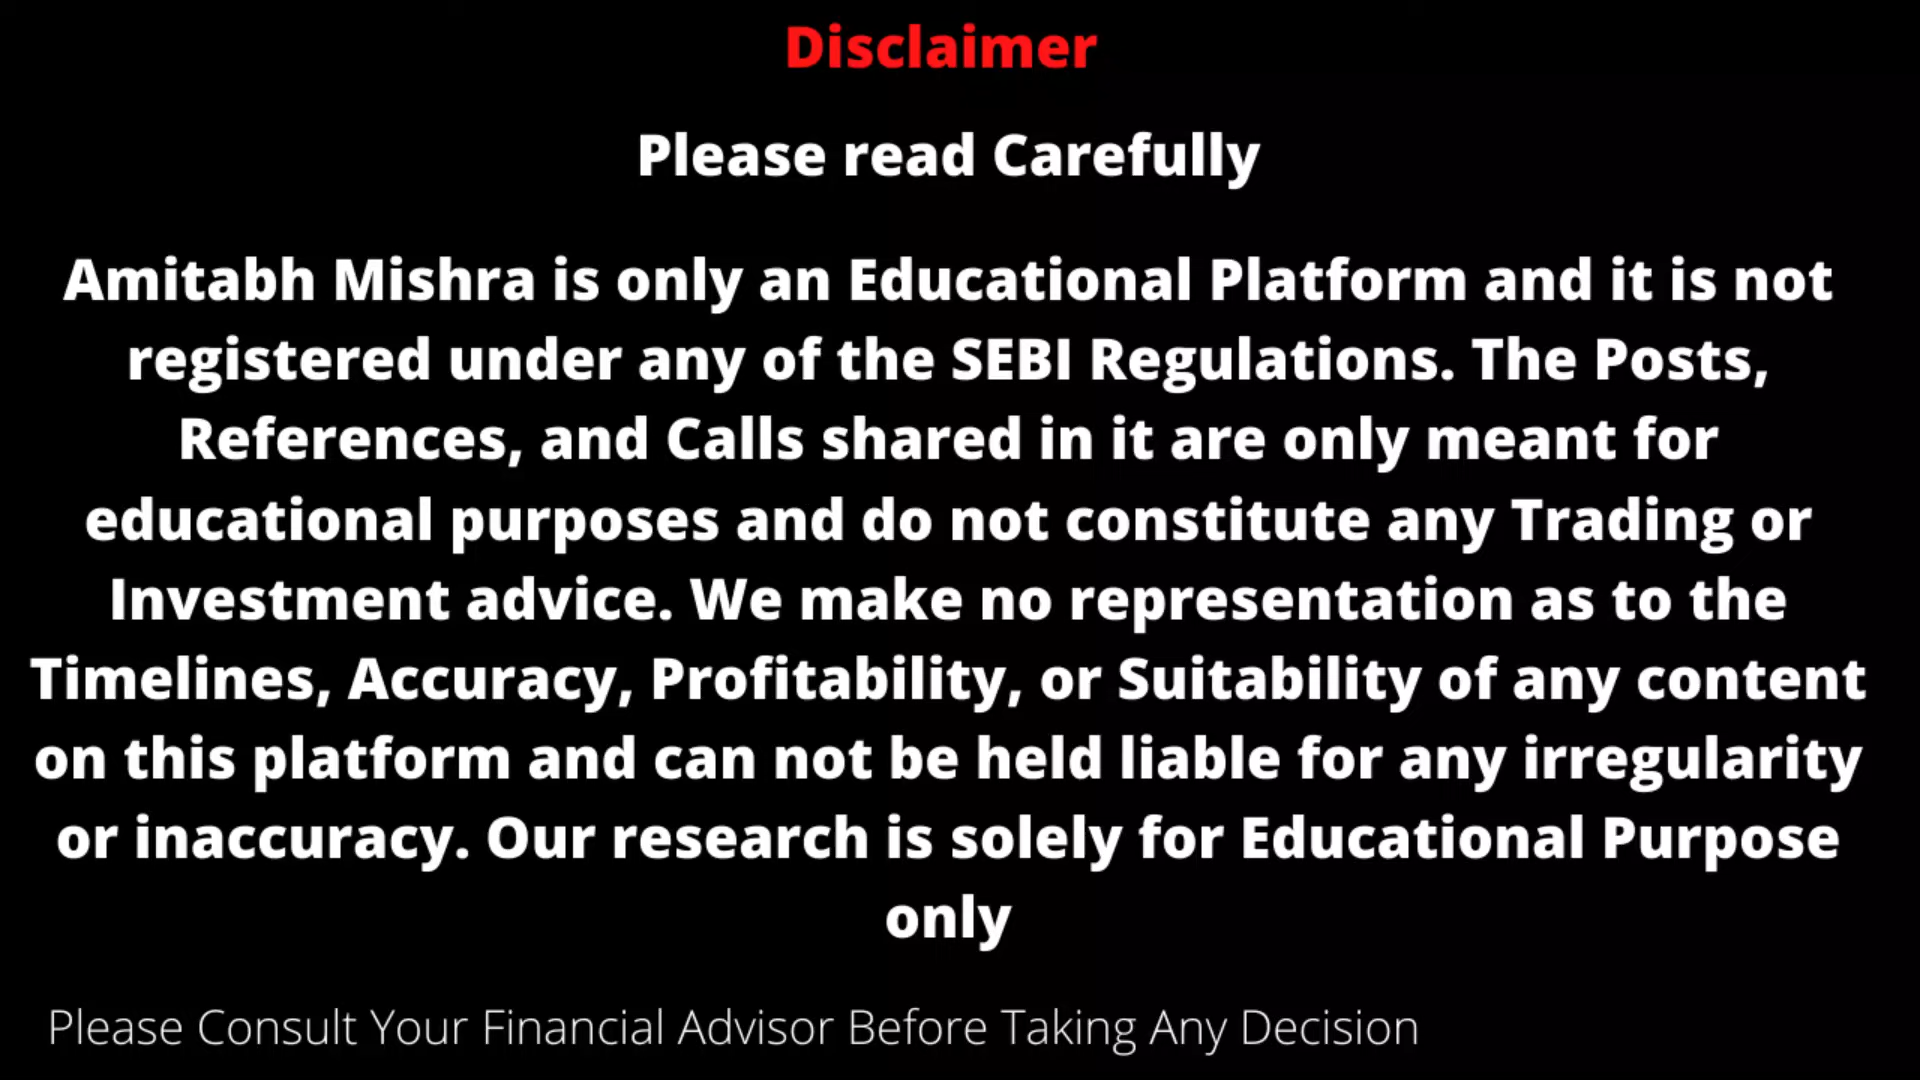 Disclaimer
Please read Carefully
Amitabh Mishra is only an Educational Platform and it is not
registered under any of the SEBI Regulations. The Posts,
References, and Calls shared in it are only meant for
educational purposes and do not constitute any Trading or
Investment advice. We make no representation as to the
Timelines, Accuracy, Profitability, or Suitability of any content
on this platform and can not be held liable for any irregularity
or inaccuracy. Our research is solely for Educational Purpose
only
Please Consult Your Financial Advisor Before Taking Any Decision